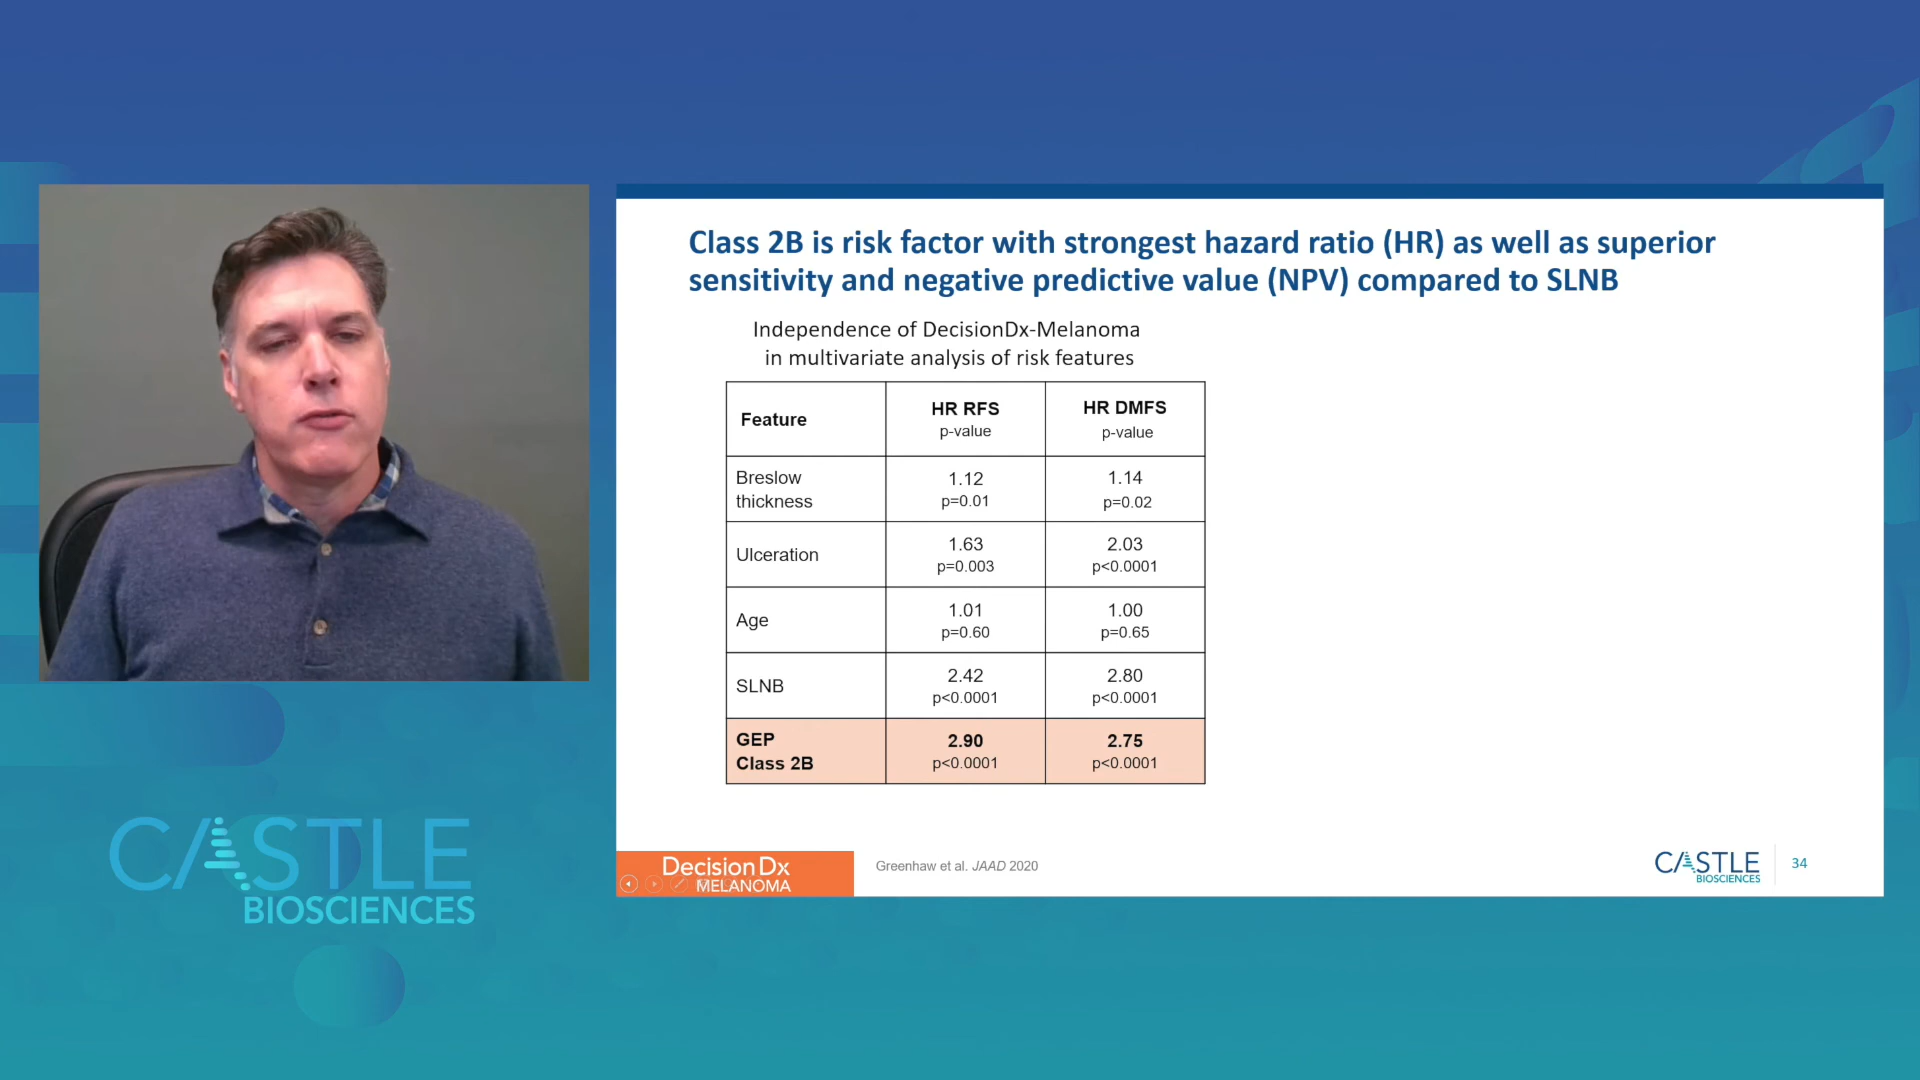 Class 2B is risk factor with strongest hazard ratio (HR) as well as superior
sensitivity and negative predictive value (NPV) compared to SLNB
Independence of DecisionDx-Melanoma
in multivariate analysis of risk features
Feature
HR RFS
p-value
HR DMFS
p-value
Breslow
thickness
1.12
p=0.01
1.14
p=0.02
Ulceration
1.63
p=0.003
2.03
p<0.0001
Age
1.01
p=0.60
1.00
p=0.65
SLNB
2.42
p<0.0001
2.80
p<0.0001
GEP
Class 2B
2.90
p<0.0001
2.75
p<0.0001
DecisionDx
MELANOMA
Greenhaw et al. JAAD 2020
CASTLE
BIOSCIENCES
34
CASTLE
BIOSCIENCES